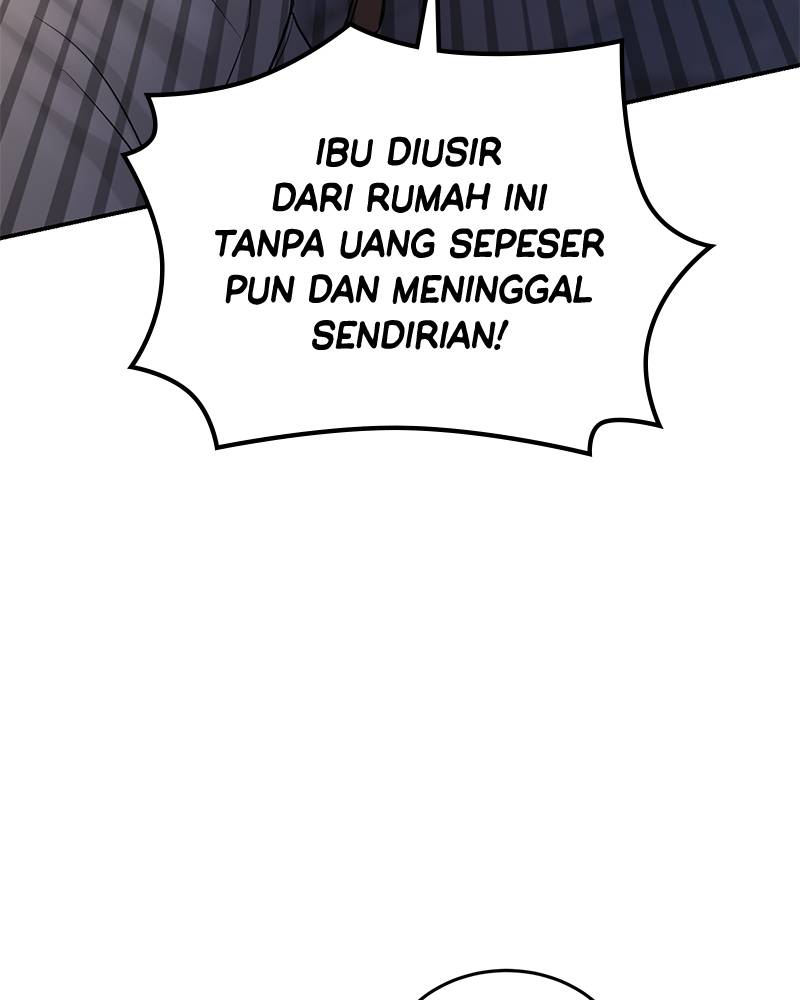 IBU DIUSIR
DARI RUMAH INI
TANPA UANG SEPESER
PUN DAN MENINGGAL
SENDIRIAN!